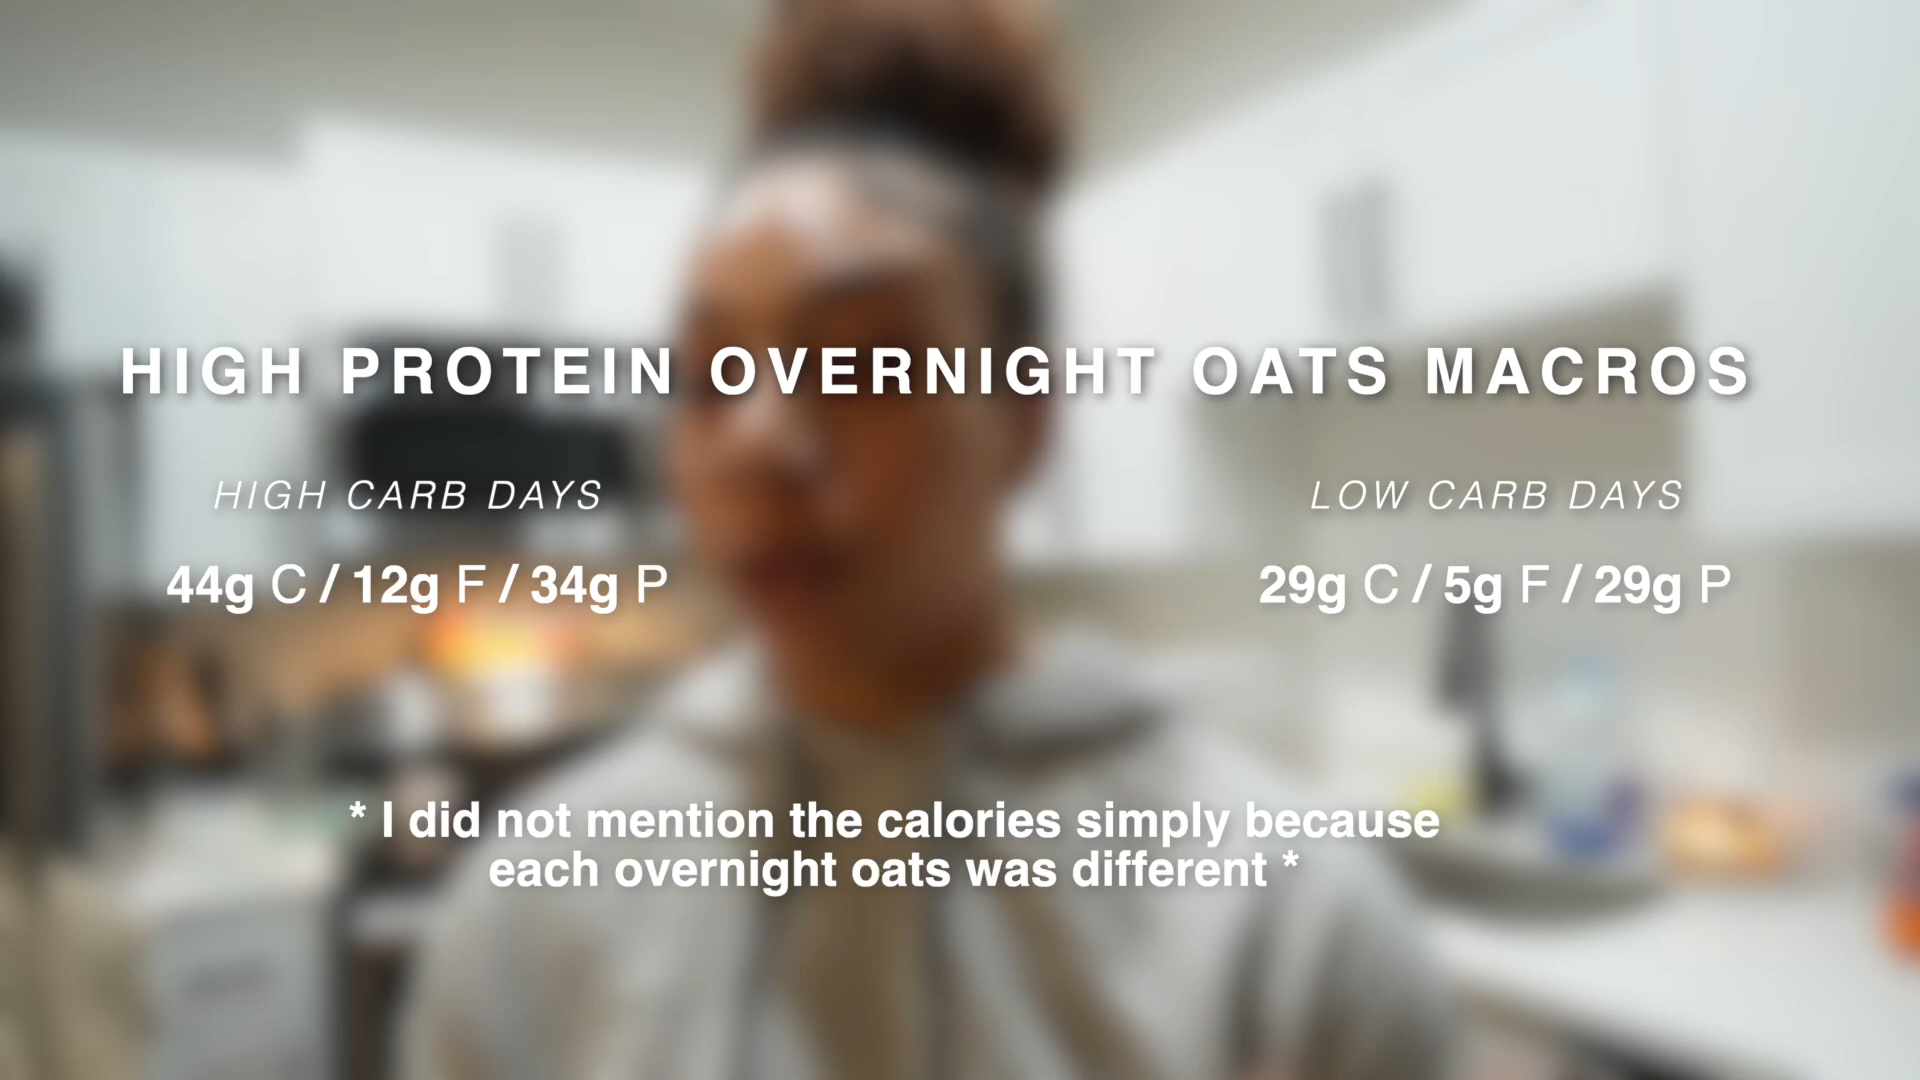 HIGH PROTEIN OVERNIGHT OATS MACROS
HIGH CARB DAYS
44g C / 12g F / 34g P
LOW CARB DAYS
29g C / 5g F / 29g P
* I did not mention the calories simply because
each overnight oats was different *